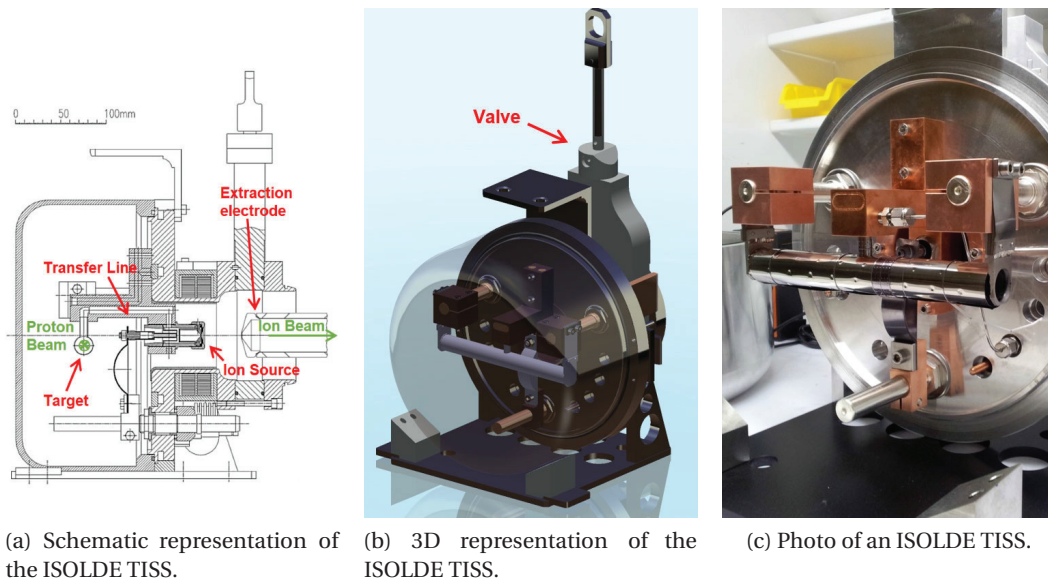 0 50 100mm
Extraction
electrode
Transfer Line
Proton
Beam
Ion Beam
Ion Source
Target
Valve
(a) Schematic representation of
the ISOLDE TISS.
(b) 3D representation of the
ISOLDE TISS.
(c) Photo of an ISOLDE TISS.